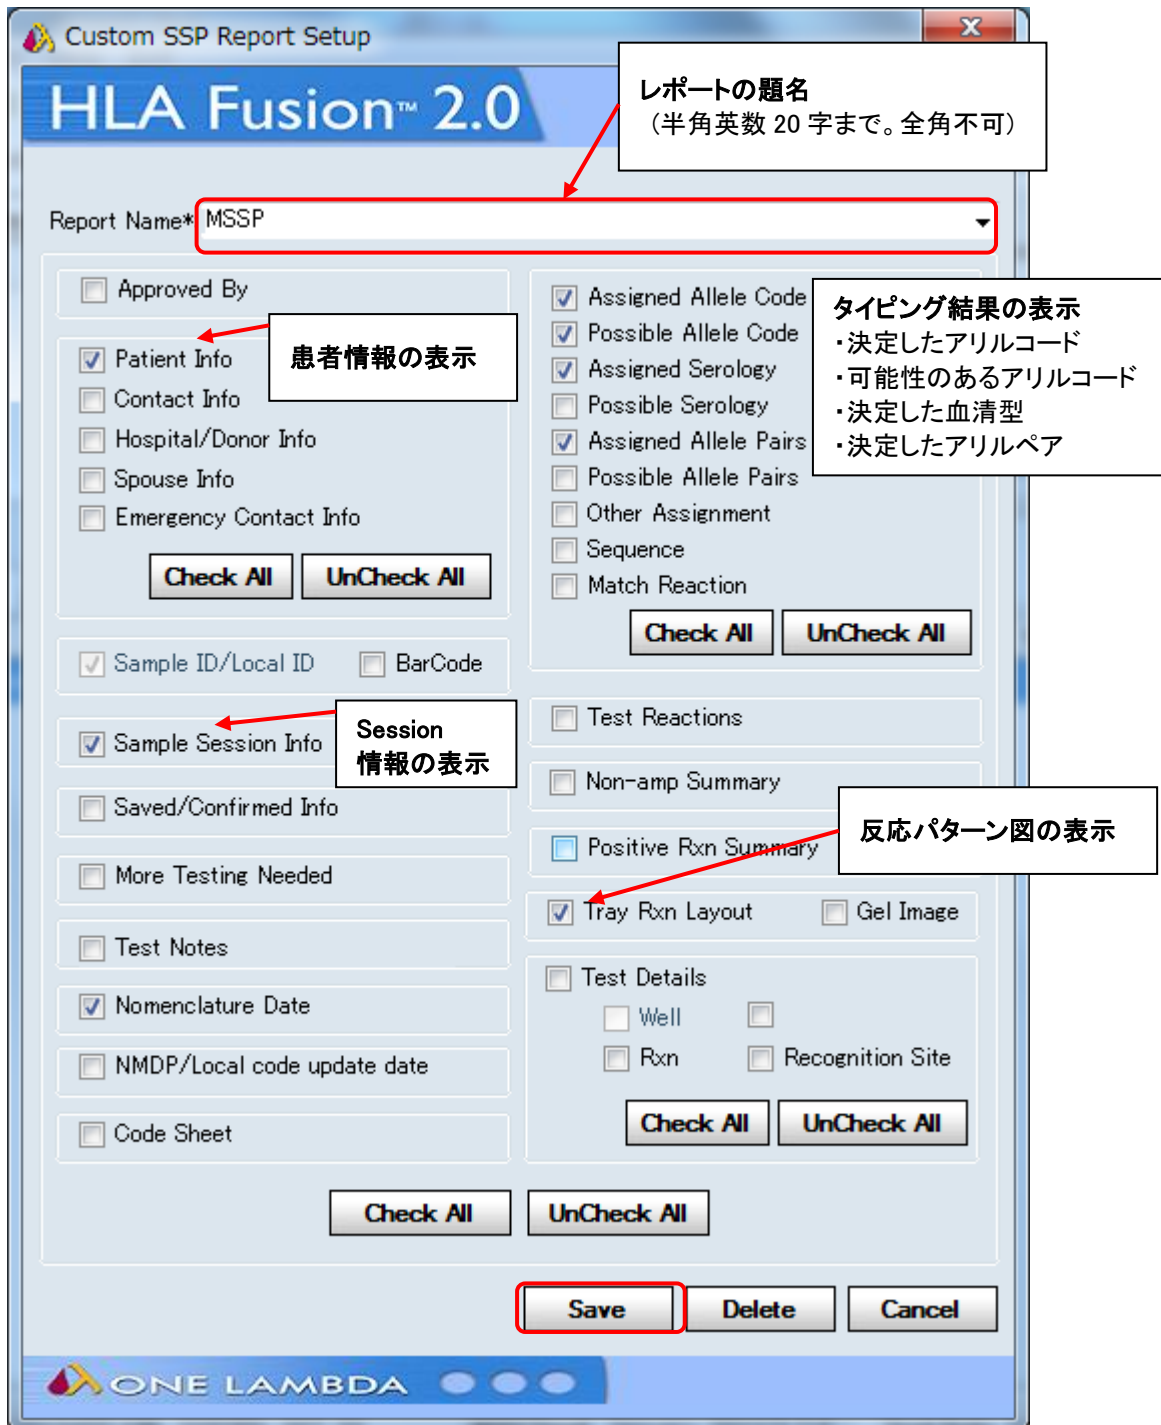 Custom SSP Report Setup
HLA Fusion™ 2.0
レポートの題名
（半角英数 20 字まで。全角不可）
Report Name* MSSP
Approved By
患者情報の表示
Patient Info
Contact Info
Hospital/Donor Info
Spouse Info
Emergency Contact Info
Check All UnCheck All
Sample ID/Local ID BarCode
Sample Session Info
Session
情報の表示
Saved/Confirmed Info
More Testing Needed
Test Notes
Nomenclature Date
NMDP/Local code update date
Code Sheet
Assigned Allele Code
Possible Allele Code
Assigned Serology
Possible Serology
Assigned Allele Pairs
Possible Allele Pairs
Other Assignment
Sequence
Match Reaction
Check All UnCheck All
タイピング結果の表示
・決定したアリルコード
・可能性のあるアリルコード
・決定した血清型
・決定したアリルペア
Test Reactions
Non-amp Summary
Positive Rxn Summary
反応パターン図の表示
Tray Rxn Layout Gel Image
Test Details
Well
Rxn Recognition Site
Check All UnCheck All
Check All UnCheck All
Save Delete Cancel
ONE LAMBDA